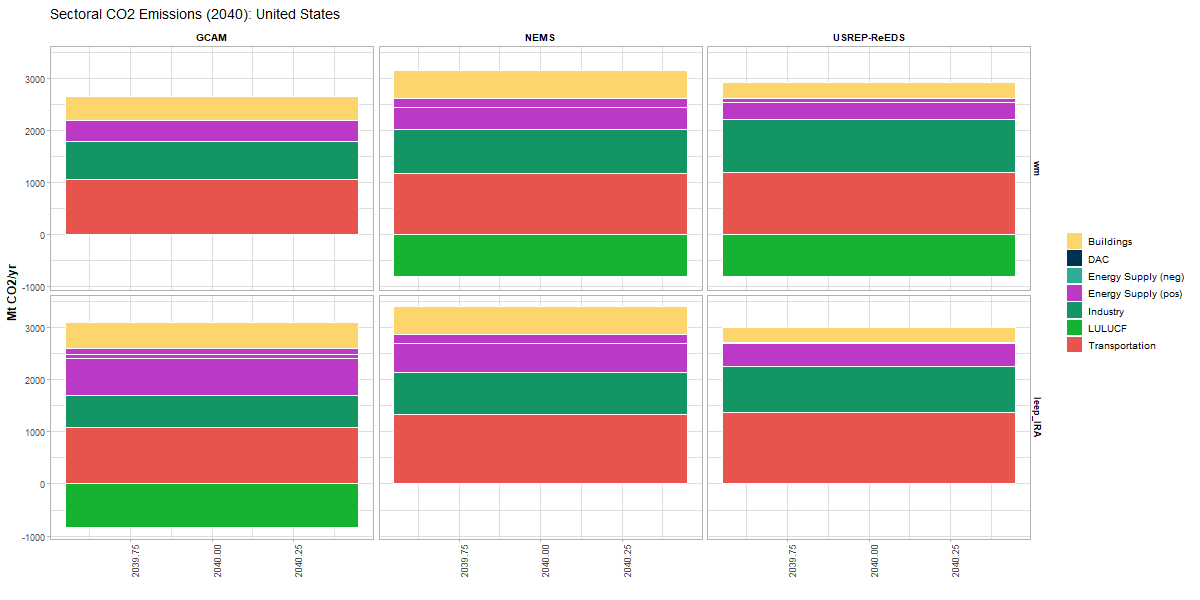 Sectoral CO2 Emissions (2040): United States
GCAM
NEMS
USREP-ReEDS
Mt CO2/yr
3000
2000
1000
0
-1000
wm
3000
2000
1000
0
-1000
leep_IRA
2039.75
2040.00
2040.25
2039.75
2040.00
2040.25
2039.75
2040.00
2040.25
Buildings
DAC
Energy Supply (neg)
Energy Supply (pos)
Industry
LULUCF
Transportation